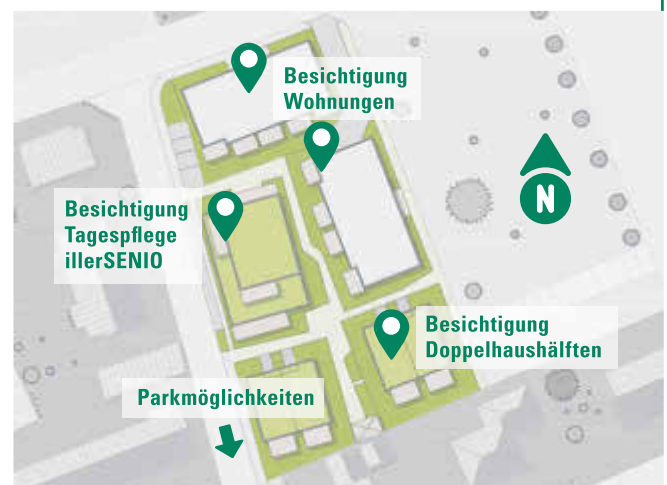 Besichtigung
Wohnungen
Besichtigung
Tagespflege
illerSENIO
N
Besichtigung
Doppelhaushälften
Parkmöglichkeiten